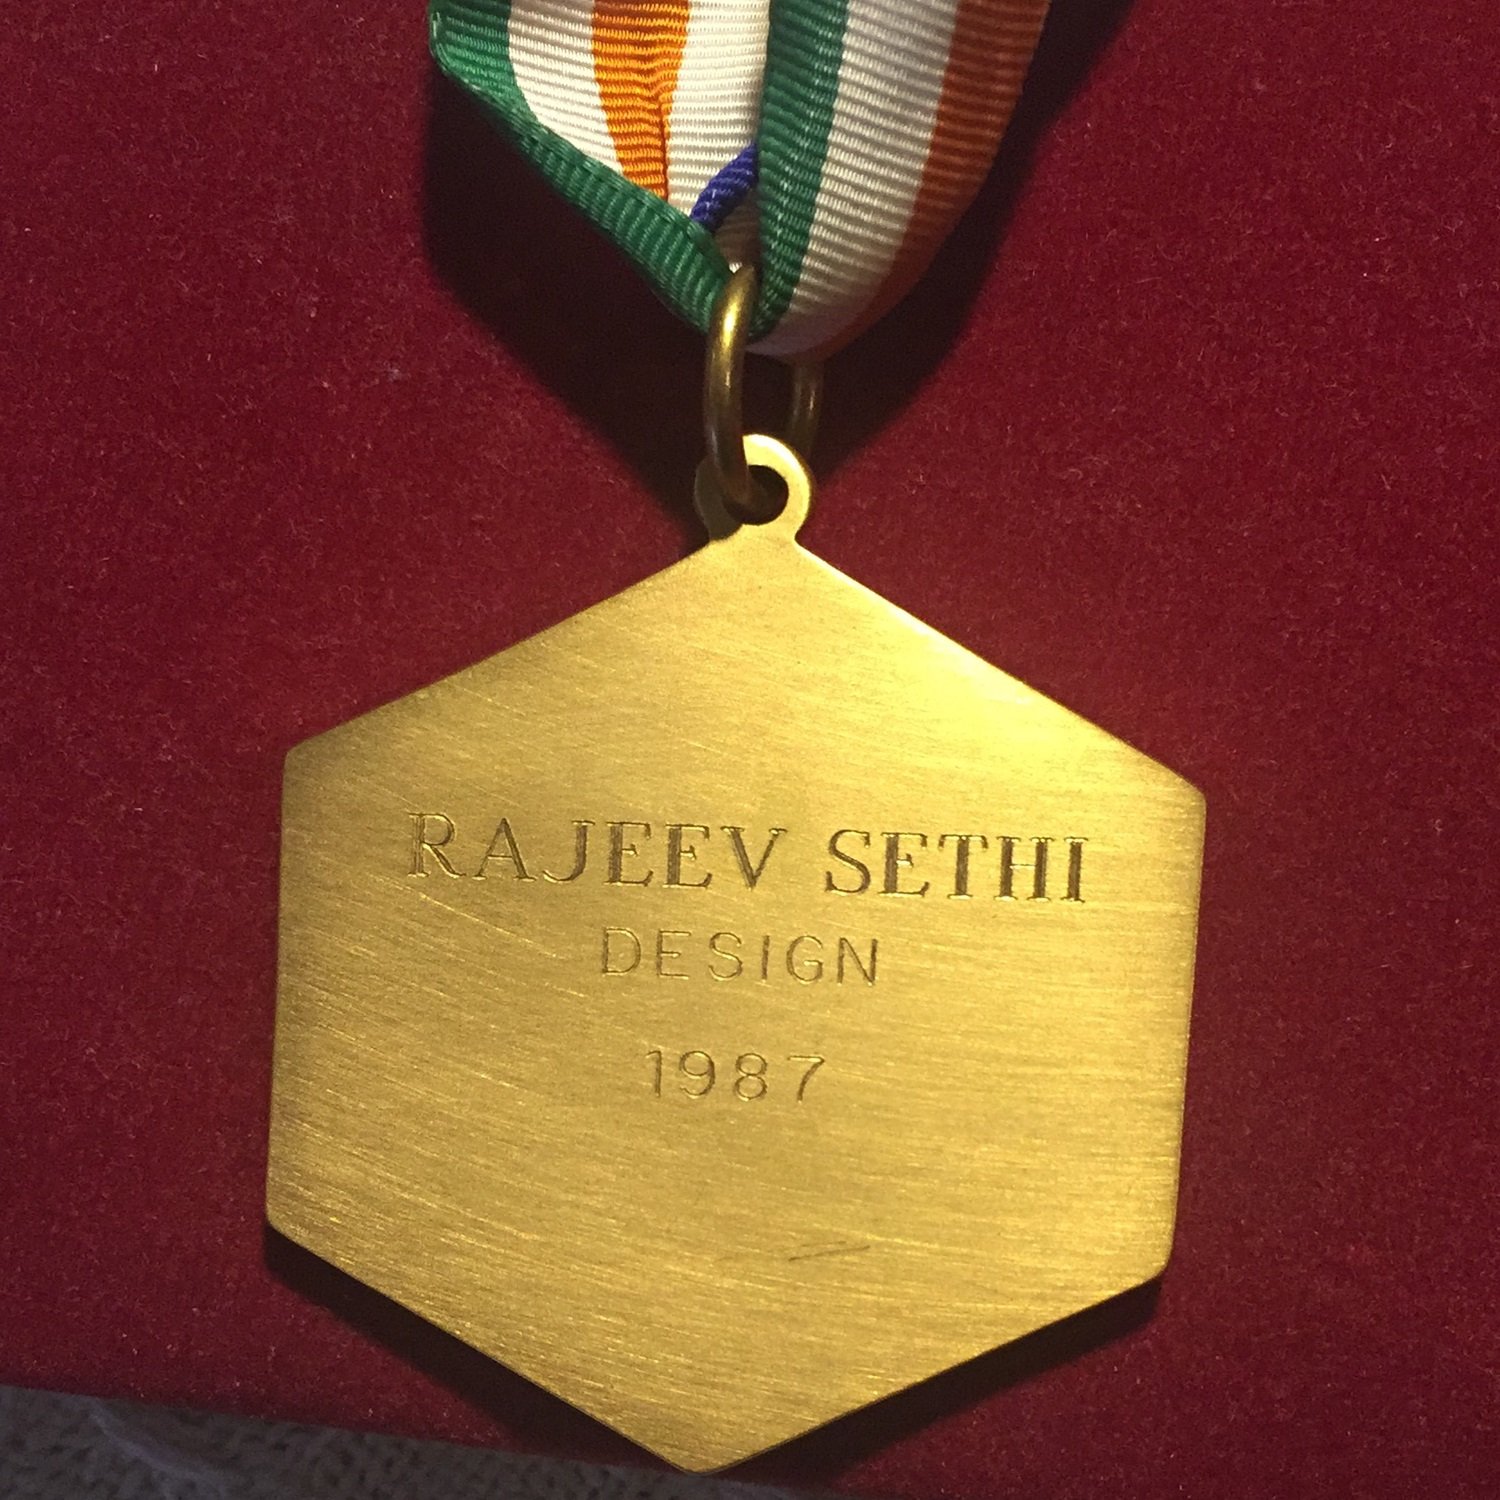 RAJEEV SETHI
DESIGN
1987